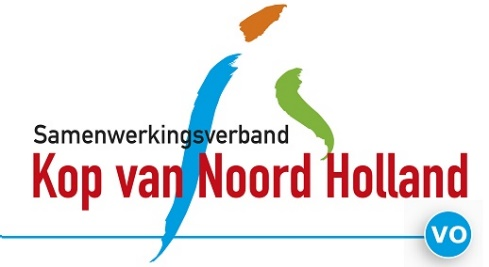 Samenwerkingsverband
Kop van Noord Holland
VO